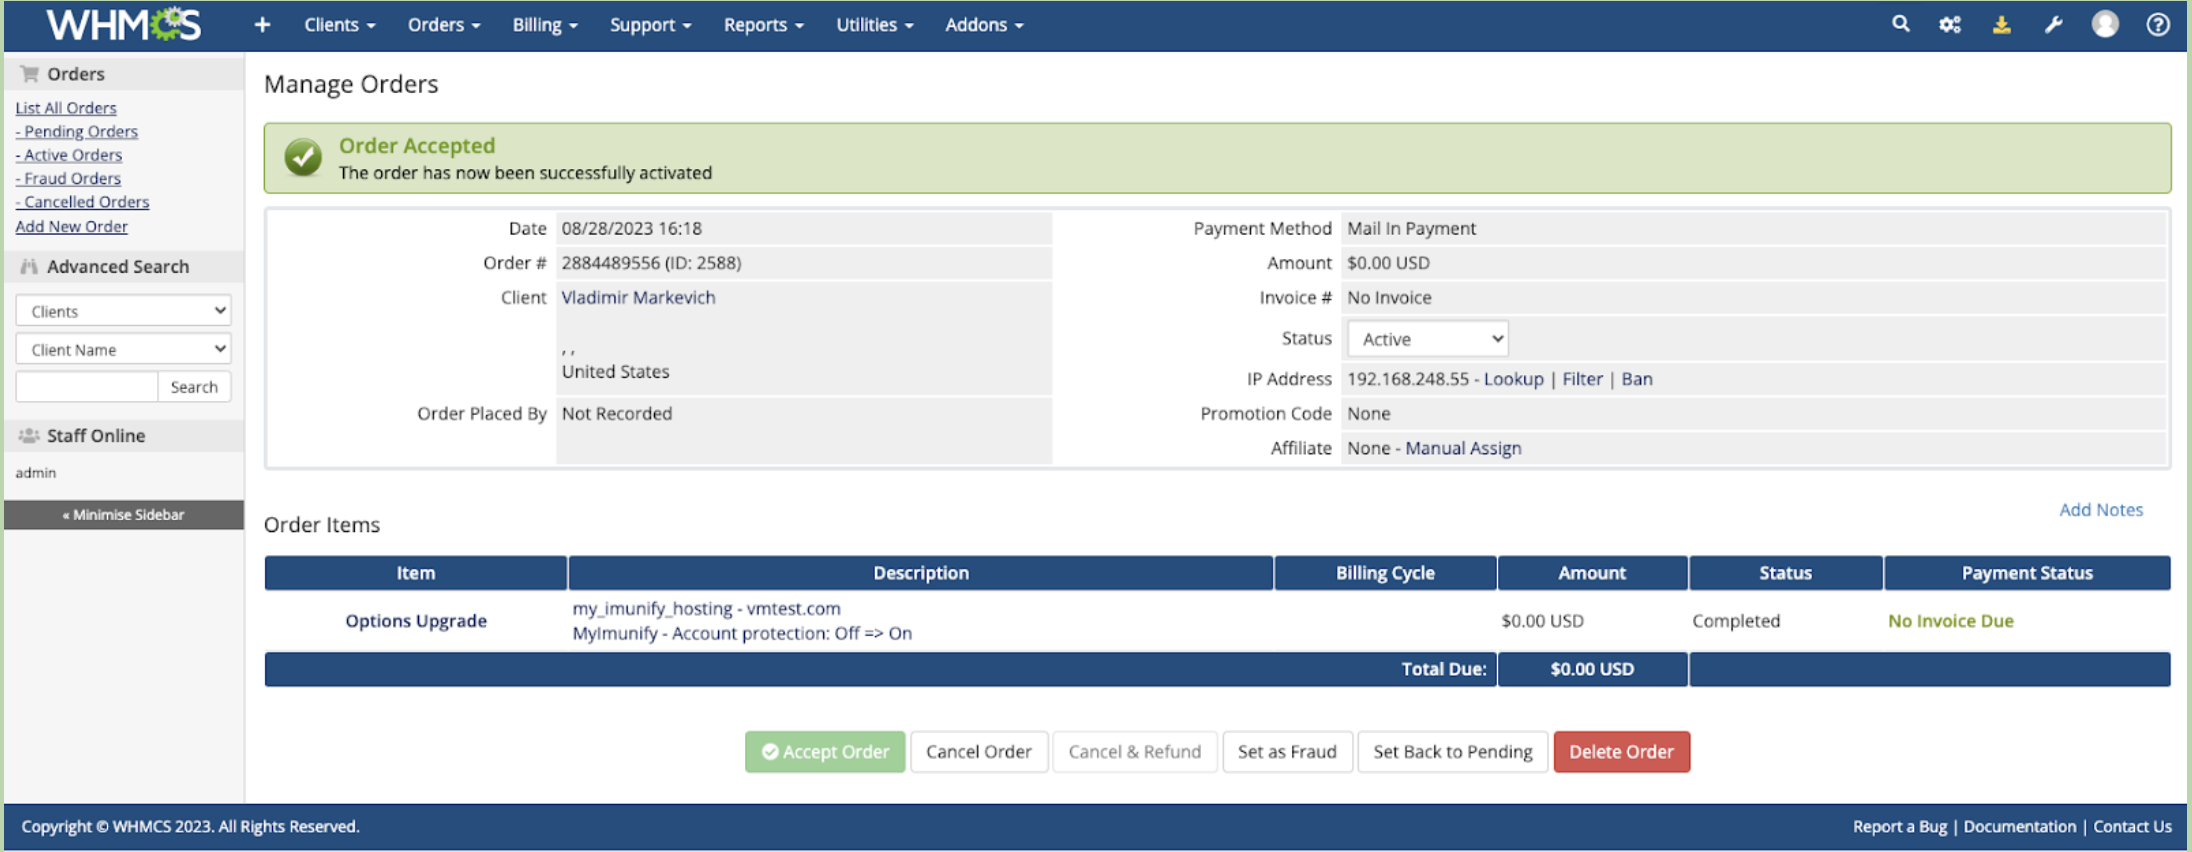 WHMCS
Clients Orders Billing Support Reports Utilities Addons
Orders
List All Orders
- Pending Orders
- Active Orders
- Fraud Orders
- Cancelled Orders
Add New Order
Advanced Search
Clients
Client Name
Search
Staff Online
admin
« Minimise Sidebar
Manage Orders
Order Accepted
The order has now been successfully activated
Date 08/28/2023 16:18
Order # 2884489556 (ID: 2588)
Client Vladimir Markevich
, ,
United States
Order Placed By Not Recorded
Payment Method Mail In Payment
Amount $0.00 USD
Invoice # No Invoice
Status Active
IP Address 192.168.248.55 - Lookup | Filter | Ban
Promotion Code None
Affiliate None - Manual Assign
Add Notes
Order Items
Item Description Billing Cycle Amount Status Payment Status
Options Upgrade my_imunify_hosting - vmtest.com $0.00 USD Completed No Invoice Due
MyImunify - Account protection: Off => On
Total Due: $0.00 USD
Accept Order Cancel Order Cancel & Refund Set as Fraud Set Back to Pending Delete Order
Copyright © WHMCS 2023. All Rights Reserved.
Report a Bug | Documentation | Contact Us